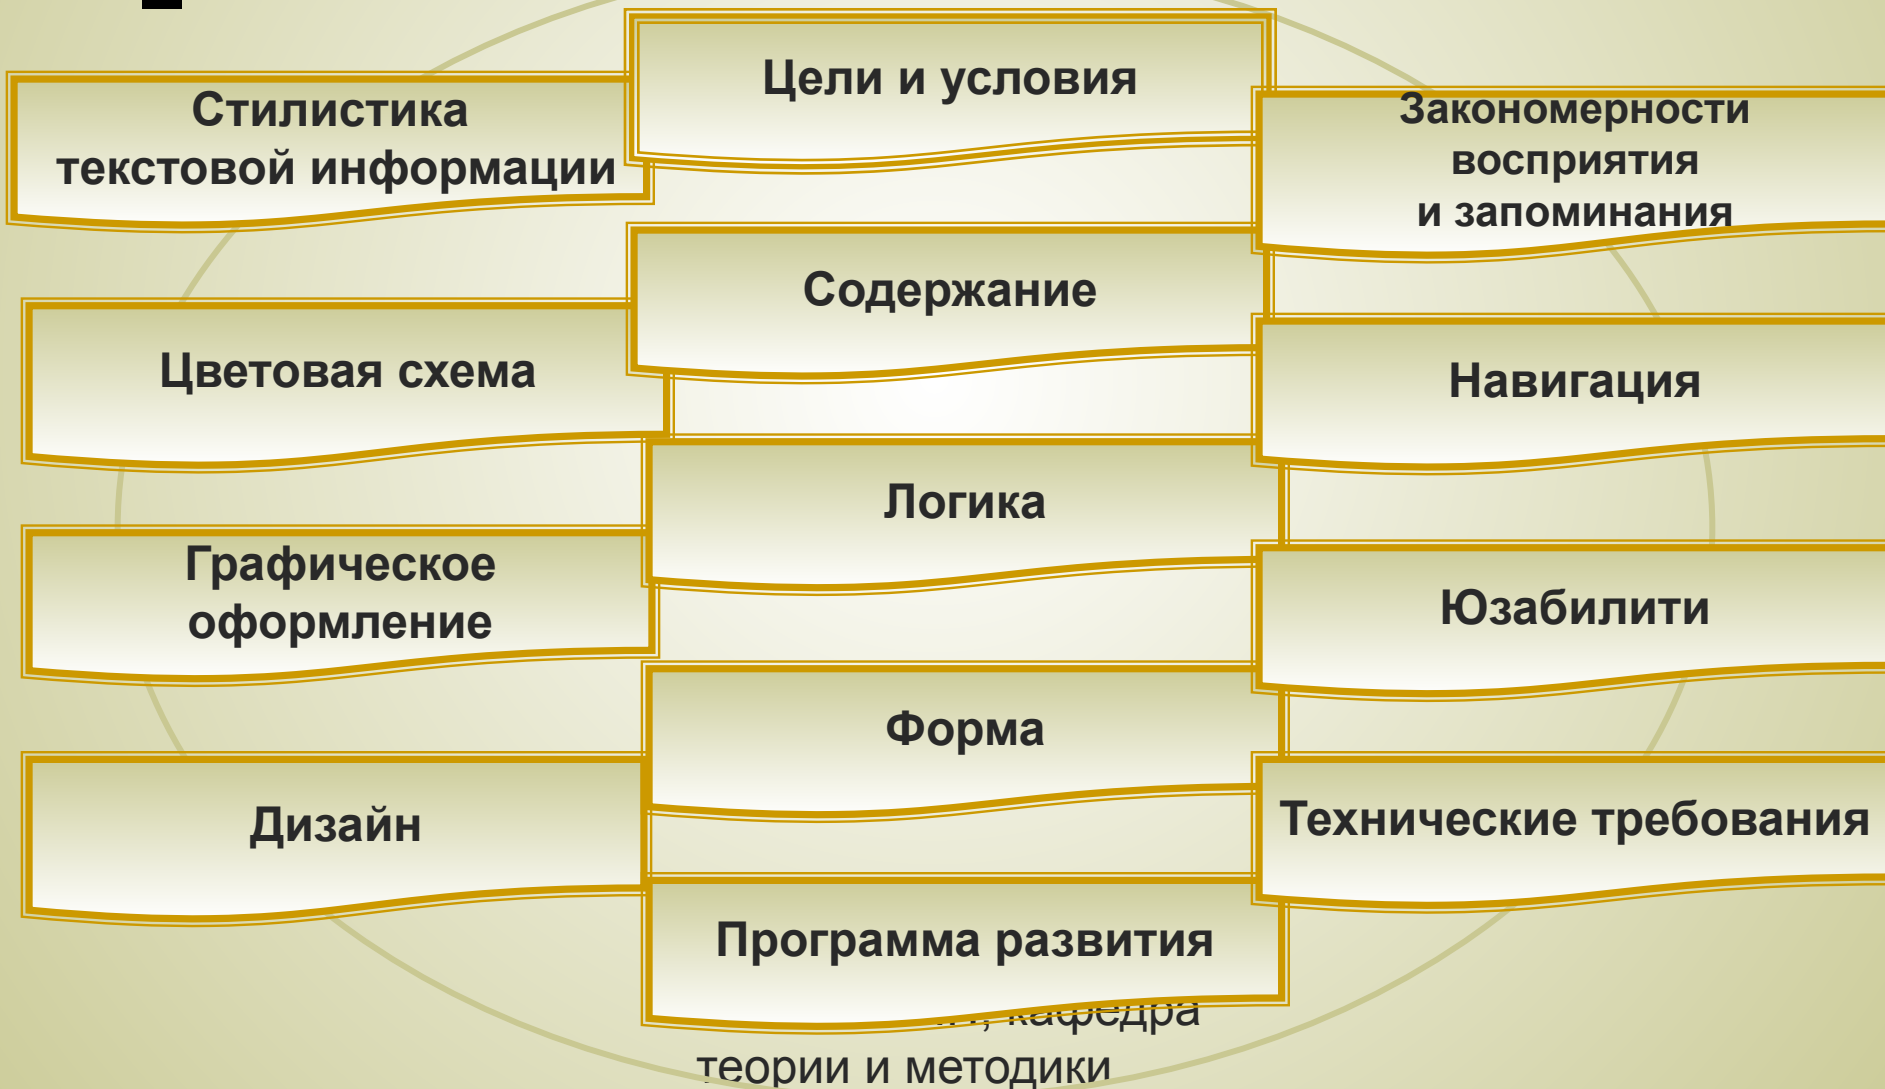 Цели и условия
Стилистика
текстовой информации
Закономерности
восприятия
и запоминания
Содержание
Цветовая схема
Навигация
Логика
Графическое
оформление
Юзабилити
Форма
Дизайн
Технические требования
Программа развития
кафедра
теории и методики